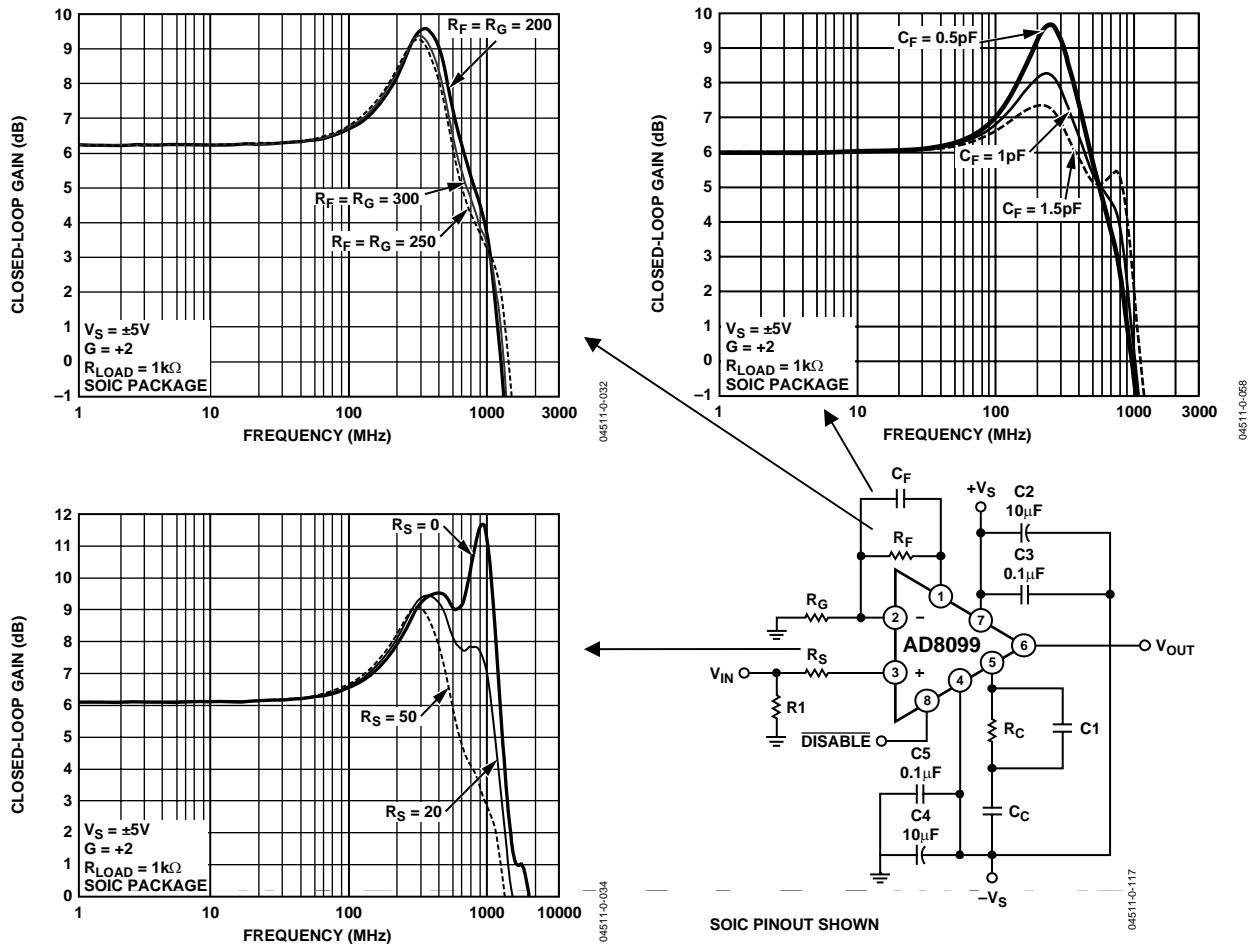 10
9
8
7
6
5
4
3
2
1
0
–1
CLOSED-LOOP GAIN (dB)
RF = RG = 200
RF = RG = 300
RF = RG = 250
VS = ±5V
G = +2
RLOAD = 1kΩ
SOIC PACKAGE
1 10 100 1000 3000
FREQUENCY (MHz)
04511-0-032
10
9
8
7
6
5
4
3
2
1
0
–1
CLOSED-LOOP GAIN (dB)
CF = 0.5pF
CF = 1pF
CF = 1.5pF
VS = ±5V
G = +2
RLOAD = 1kΩ
SOIC PACKAGE
1 10 100 1000 3000
FREQUENCY (MHz)
04511-0-058
12
11
10
9
8
7
6
5
4
3
2
1
0
CLOSED-LOOP GAIN (dB)
RS = 0
RS = 50
RS = 20
VS = ±5V
G = +2
RLOAD = 1kΩ
SOIC PACKAGE
1 10 100 1000 10000
FREQUENCY (MHz)
04511-0-034
CF
RF
+VS
C2
10µF
C3
0.1µF
RG
2
–
1
7
AD8099
6
VOUT
VIN
RS
3
+
5
4
8
R1
DISABLE
RC
C1
C5
0.1µF
C4
10µF
CC
–VS
SOIC PINOUT SHOWN
04511-0-117